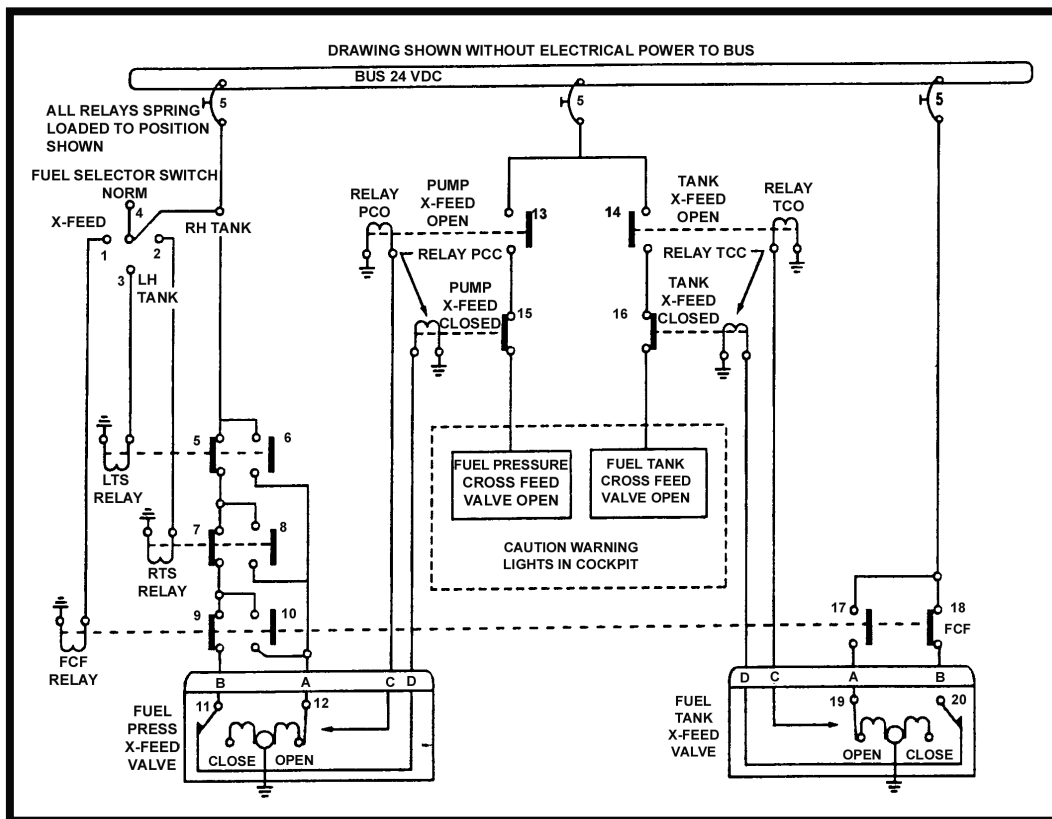 DRAWING SHOWN WITHOUT ELECTRICAL POWER TO BUS
BUS 24 VDC
5
5
5
ALL RELAYS SPRING
LOADED TO POSITION
SHOWN
FUEL SELECTOR SWITCH
NORM
4
X-FEED
1
2
3
RH TANK
LH
TANK
RELAY
PCO
PUMP
X-FEED
OPEN
13
14
TANK
X-FEED
OPEN
RELAY
TCO
RELAY PCC
RELAY TCC
PUMP
X-FEED
CLOSED
15
16
TANK
X-FEED
CLOSED
5
6
LTS
RELAY
7
8
RTS
RELAY
9
10
FCF
RELAY
FUEL PRESSURE
CROSS FEED
VALVE OPEN
FUEL TANK
CROSS FEED
VALVE OPEN
CAUTION WARNING
LIGHTS IN COCKPIT
17
18
FCF
B
A
C
D
11
12
FUEL
PRESS
X-FEED
VALVE
CLOSE
OPEN
D
C
A
B
19
20
FUEL
TANK
X-FEED
VALVE
OPEN
CLOSE